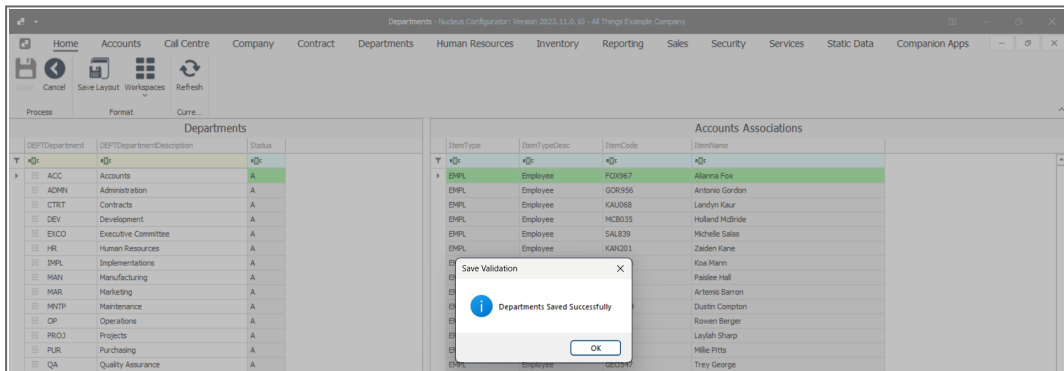 Departments - Nucleus Configurator: Version 2023.11.0.10 - All Things Example Company
Home Accounts Call Centre Company Contract Departments Human Resources Inventory Reporting Sales Security Services Static Data Companion Apps
Save Cancel Save Layout Workspaces Refresh
Process Format Curre...
Departments Accounts Associations
DEPTDepartment DEPTDepartmentDescription Status ItemType ItemTypeDesc ItemCode ItemName
ACC Accounts A EMPL Employee FOX967 Alianna Fox
ADMN Administration A EMPL Employee GOR956 Antonio Gordon
CTRT Contracts A EMPL Employee KAU068 Landyn Kaur
DEV Development A EMPL Employee MCB035 Holland McBride
EXCO Executive Committee A EMPL Employee SAL839 Michelle Salas
HR Human Resources A EMPL Employee KAN201 Zaiden Kane
IMPL Implementations A Koa Mann
MAN Manufacturing A Paislee Hall
MAR Marketing A Artemis Barron
MNTP Maintenance A Dustin Compton
OP Operations A Rowen Berger
PROJ Projects A Laylah Sharp
PUR Purchasing A Millie Pitts
QA Quality Assurance A EMPL Employee GEO547 Trey George
Save Validation
Departments Saved Successfully
OK